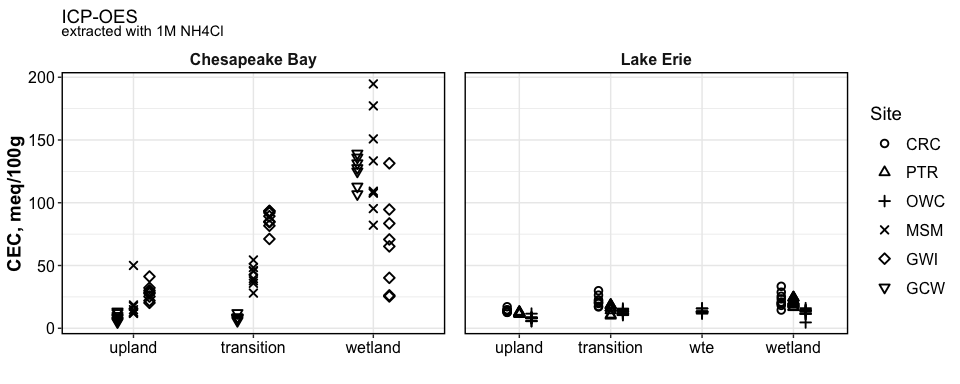 ICP-OES
extracted with 1M NH4Cl
Chesapeake Bay
Lake Erie
CEC, meq/100g
200
150
100
50
0
upland transition wetland
upland transition wte wetland
Site
CRC
PTR
OWC
MSM
GWI
GCW